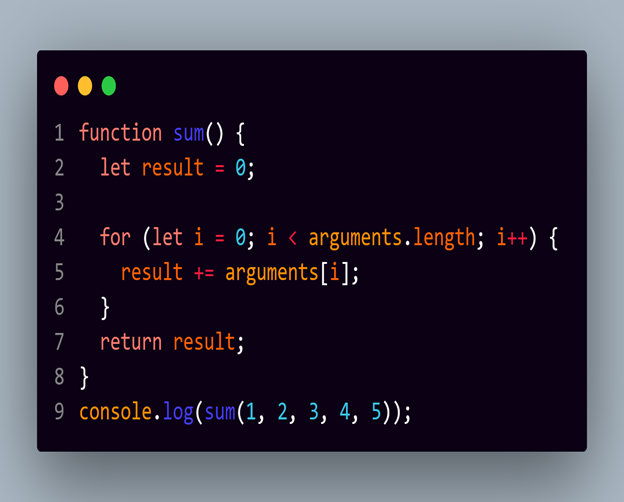 1 function sum() {
2   let result = 0;
3
4   for (let i = 0; i < arguments.length; i++) {
5     result += arguments[i];
6   }
7   return result;
8 }
9 console.log(sum(1, 2, 3, 4, 5));